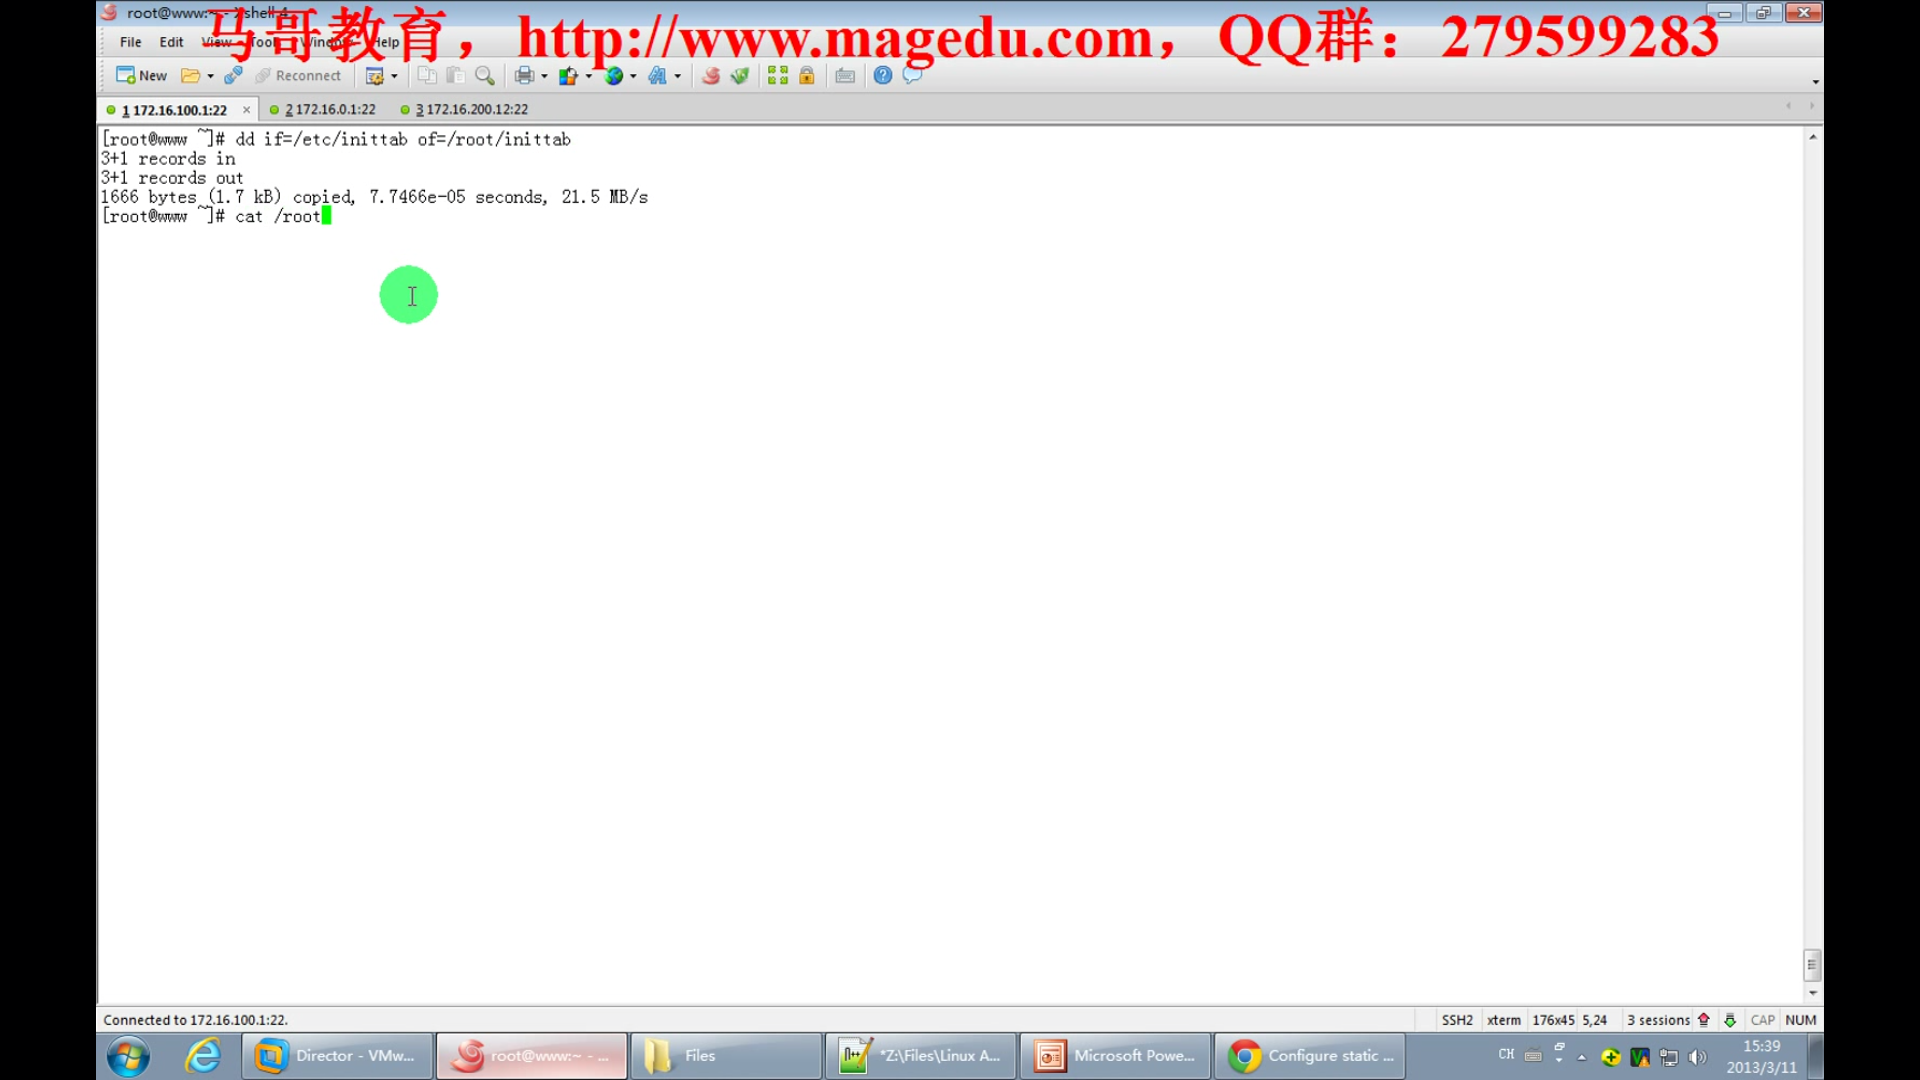 root@www:~ - Xshell 4
马哥教育，http://www.magedu.com，QQ群：279599283
File Edit View Tools Window Help
New Reconnect
1 172.16.100.1:22 2 172.16.0.1:22 3 172.16.200.12:22
[root@www ~]# dd if=/etc/inittab of=/root/inittab
3+1 records in
3+1 records out
1666 bytes (1.7 kB) copied, 7.7466e-05 seconds, 21.5 MB/s
[root@www ~]# cat /root
Connected to 172.16.100.1:22.
SSH2 xterm 176x45 5,24 3 sessions CAP NUM
Director - VMw... root@www:~ - ... Files *Z:\Files\Linux A... Microsoft Powe... Configure static ... CH 15:39
2013/3/11